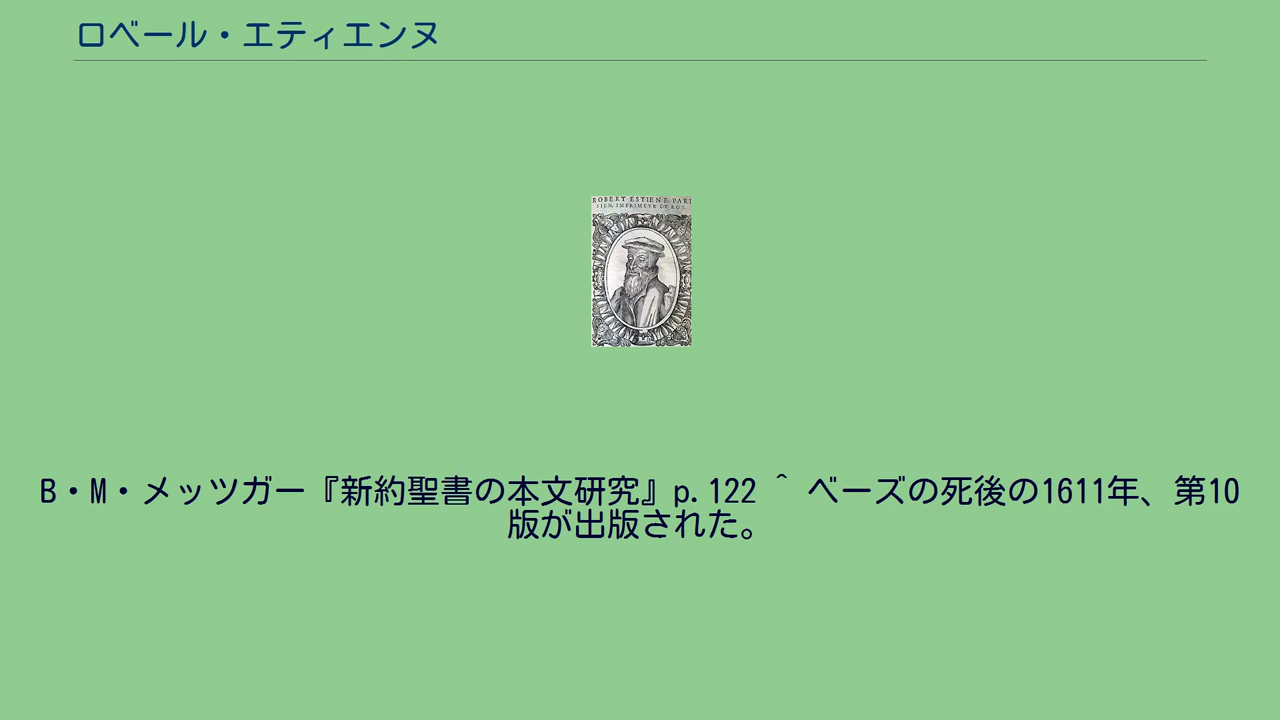 ロベール・エティエンヌ
ROBERT ESTIENE PARI
SIEN, IMPRIMEVR DV ROY.
B・M・メッツガー『新約聖書の本文研究』p.122 ^ ベーズの死後の1611年、第10
版が出版された。